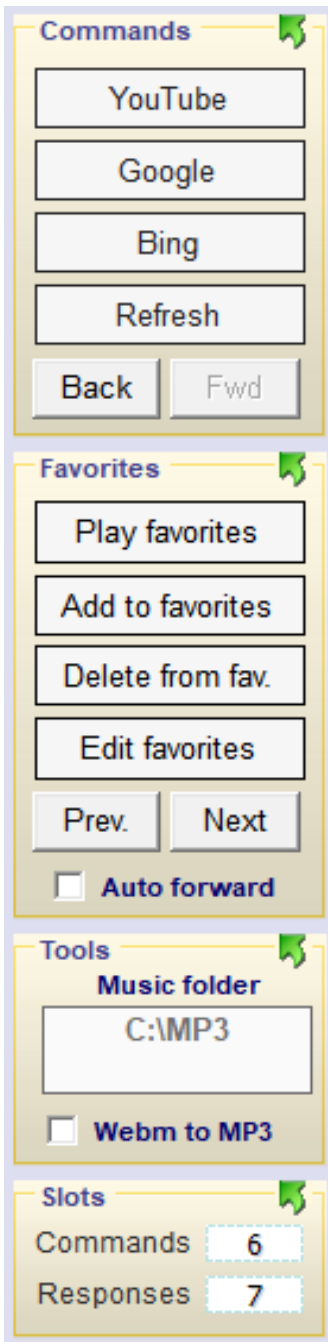 Commands
YouTube
Google
Bing
Refresh
Back Fwd
Favorites
Play favorites
Add to favorites
Delete from fav.
Edit favorites
Prev. Next
Auto forward
Tools
Music folder
C:\MP3
Webm to MP3
Slots
Commands 6
Responses 7